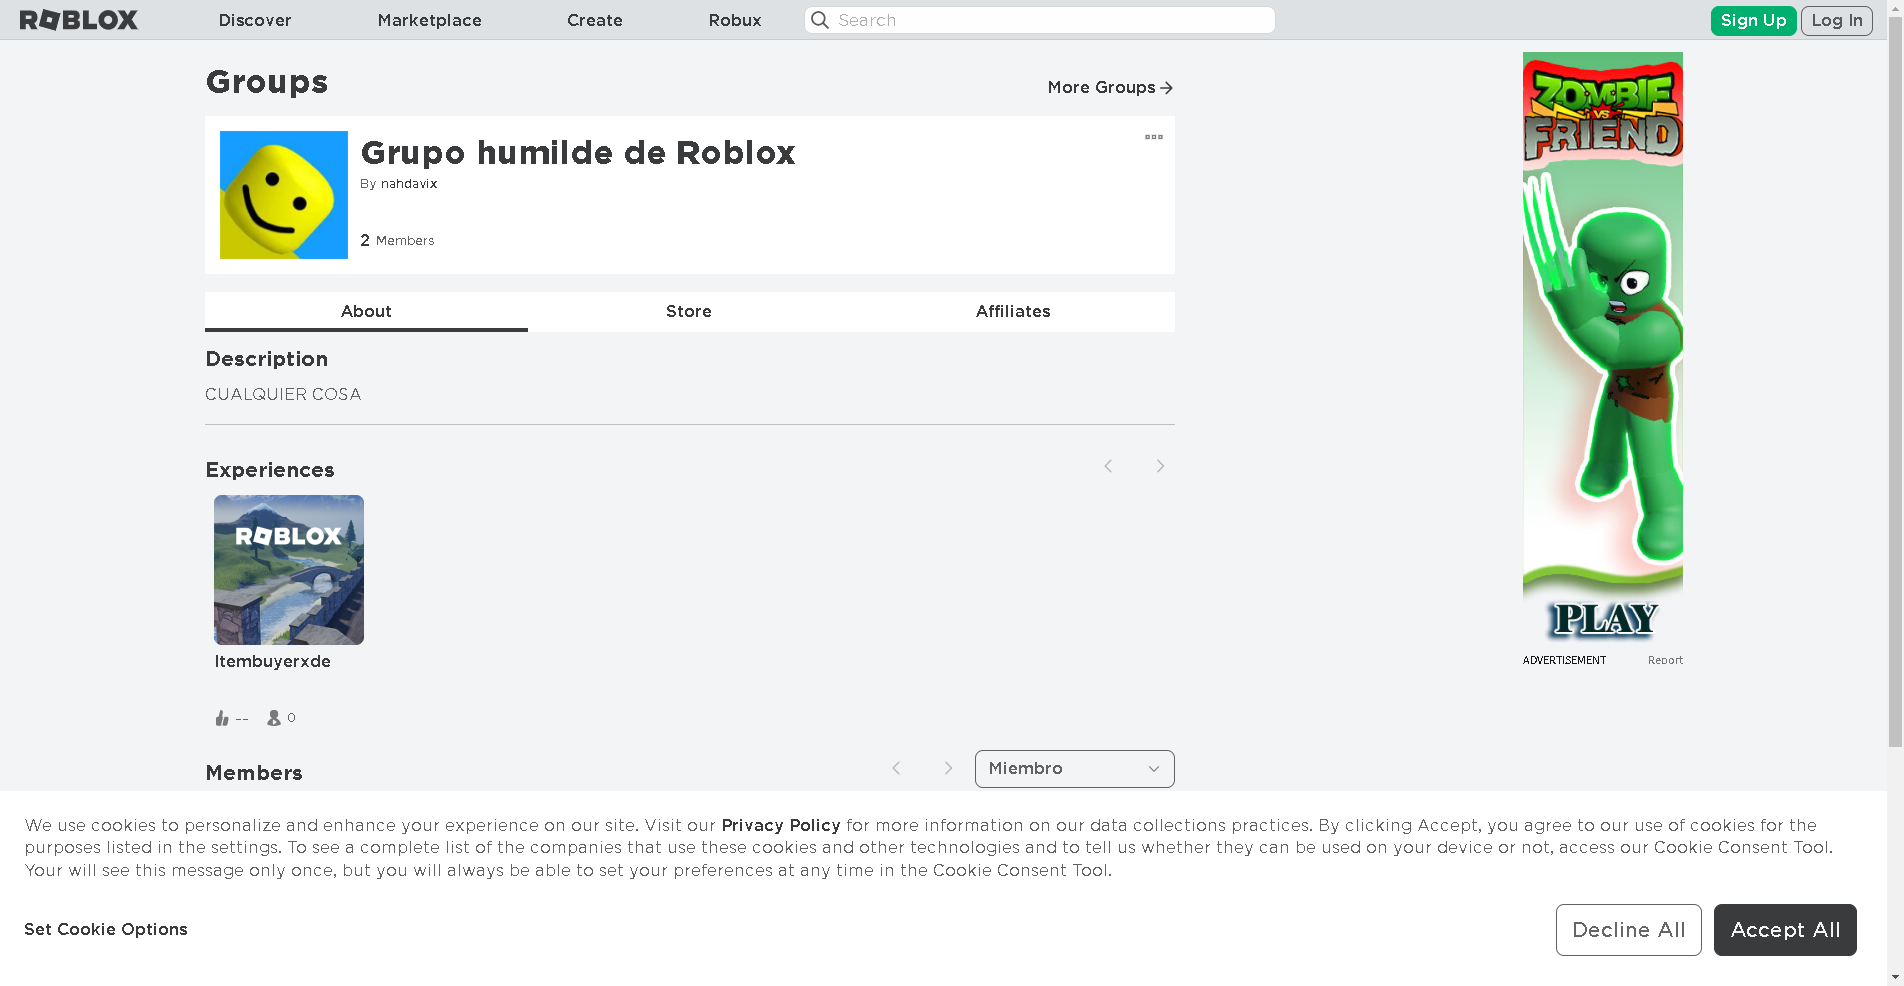 ROBLOX
Discover
Marketplace
Create
Robux
Search
Sign Up
Log In
Groups
More Groups
Grupo humilde de Roblox
By nahdavix
2 Members
About
Store
Affiliates
Description
CUALQUIER COSA
Experiences
ROBLOX
Itembuyerxde
--
0
Members
Miembro
ZOMBIE
VS
FRIEND
PLAY
ADVERTISEMENT
Report
We use cookies to personalize and enhance your experience on our site. Visit our Privacy Policy for more information on our data collections practices. By clicking Accept, you agree to our use of cookies for the
purposes listed in the settings. To see a complete list of the companies that use these cookies and other technologies and to tell us whether they can be used on your device or not, access our Cookie Consent Tool.
Your will see this message only once, but you will always be able to set your preferences at any time in the Cookie Consent Tool.
Set Cookie Options
Decline All
Accept All